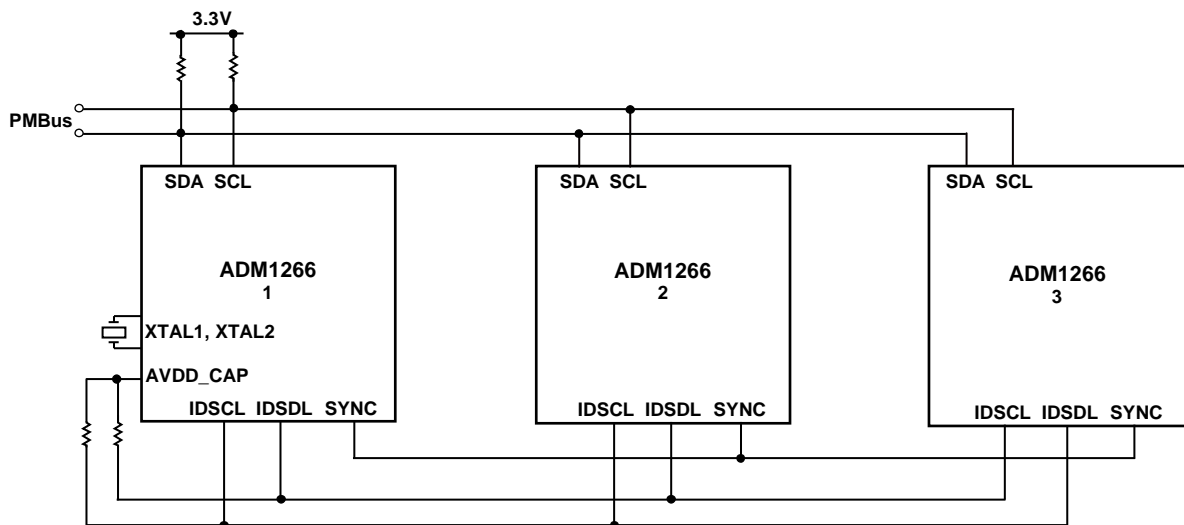 3.3V
PMBus
SDA SCL
SDA SCL
SDA SCL
ADM1266
1
ADM1266
2
ADM1266
3
XTAL1, XTAL2
AVDD_CAP
IDSCL IDSDL SYNC
IDSCL IDSDL SYNC
IDSCL IDSDL SYNC